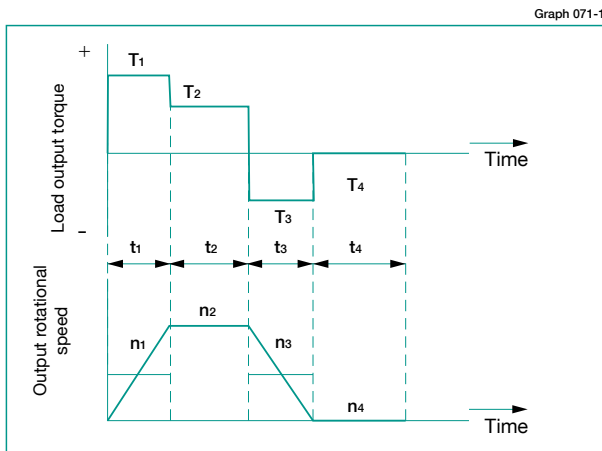 Graph 071-1
+
T1
T2
Load output torque
Time
T4
T3
-
t1 t2 t3 t4
Output rotational
speed
n2
n1
n3
n4
Time